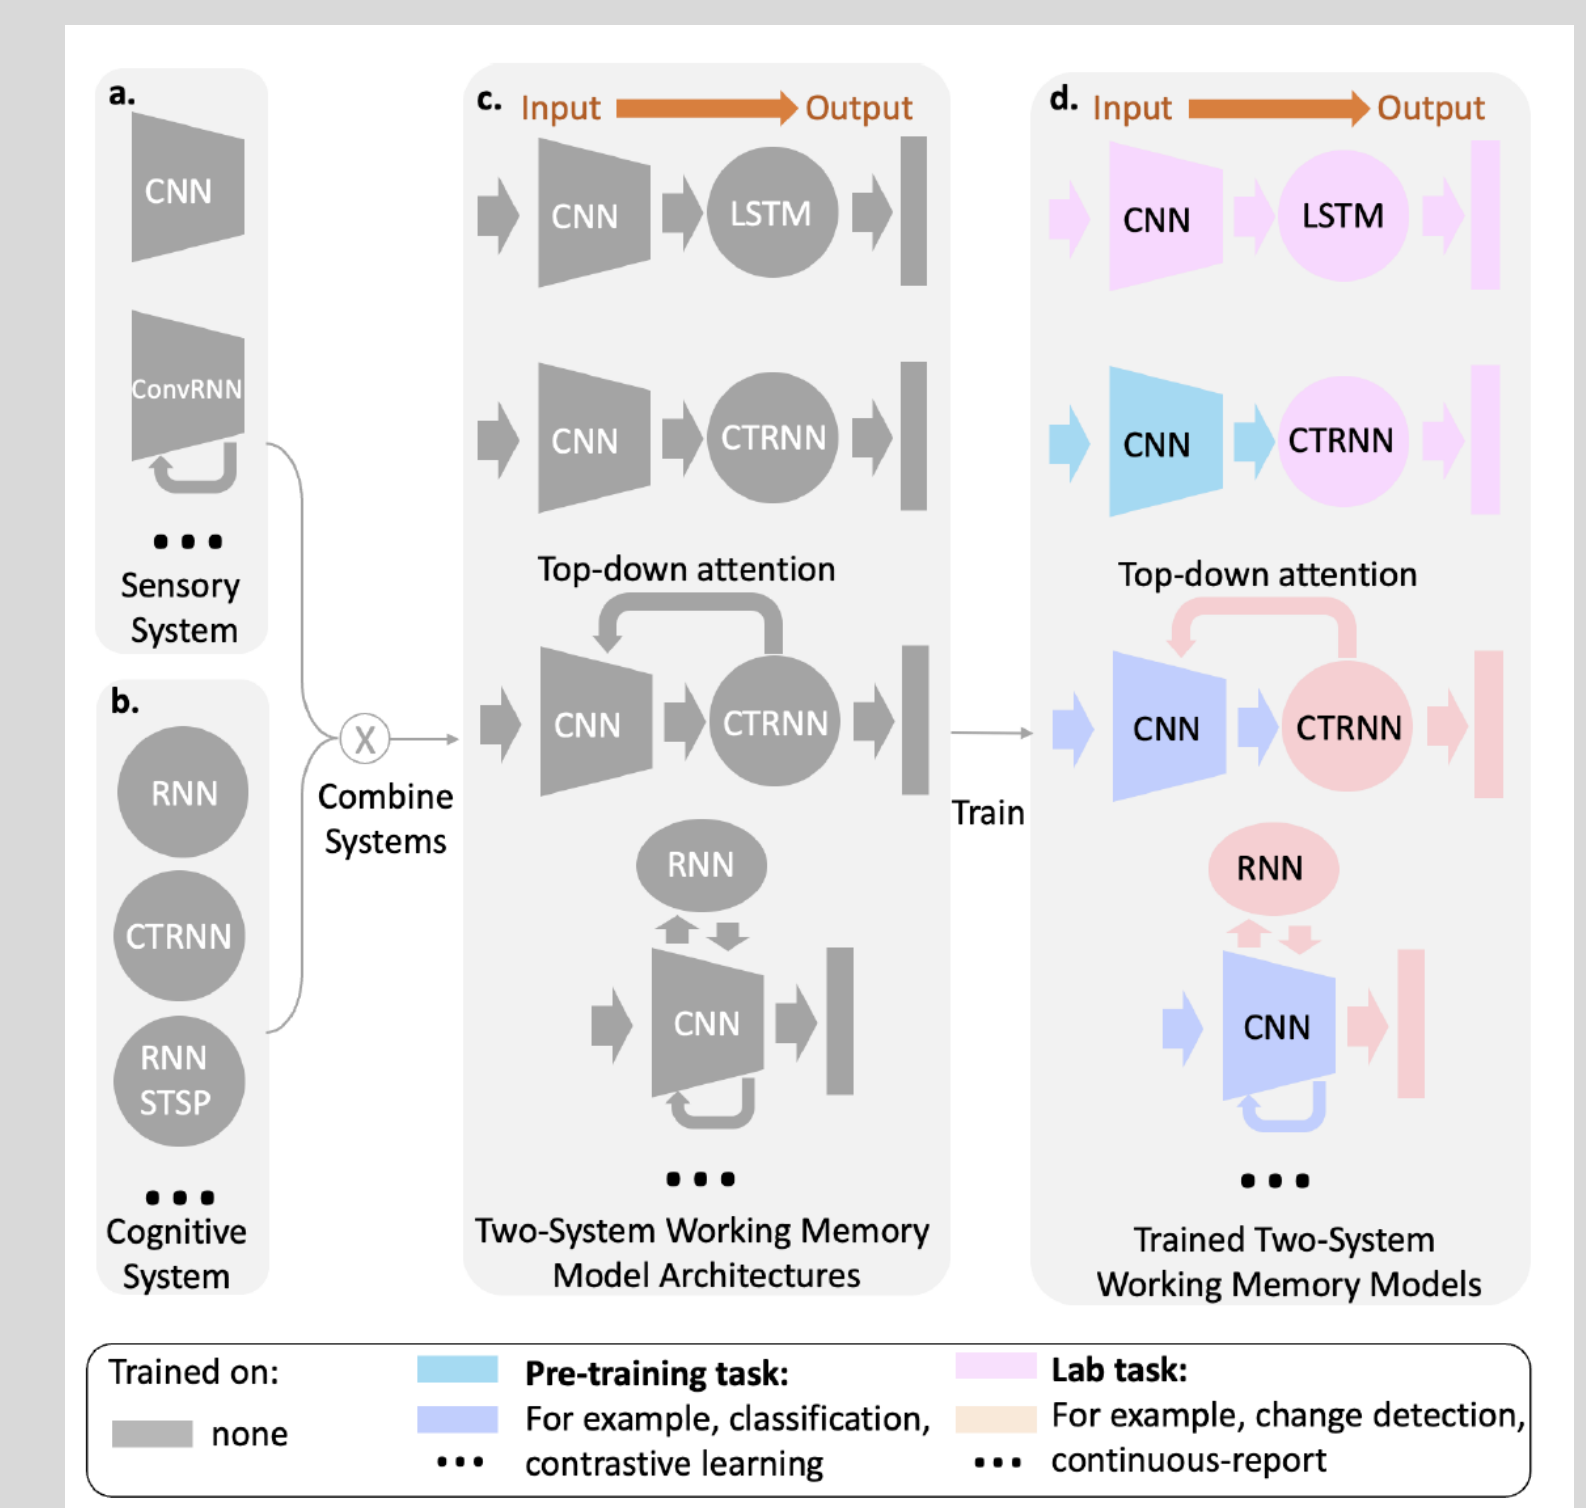 a.
CNN
ConvRNN
...
Sensory
System
b.
RNN
CTRNN
RNN
STSP
...
Cognitive
System
X
Combine
Systems
c.
Input
Output
CNN
LSTM
CNN
CTRNN
Top-down attention
CNN
CTRNN
RNN
CNN
...
Two-System Working Memory
Model Architectures
Train
d.
Input
Output
CNN
LSTM
CNN
CTRNN
Top-down attention
CNN
CTRNN
RNN
CNN
...
Trained Two-System
Working Memory Models
Trained on:
none
Pre-training task:
For example, classification,
... contrastive learning
Lab task:
For example, change detection,
... continuous-report